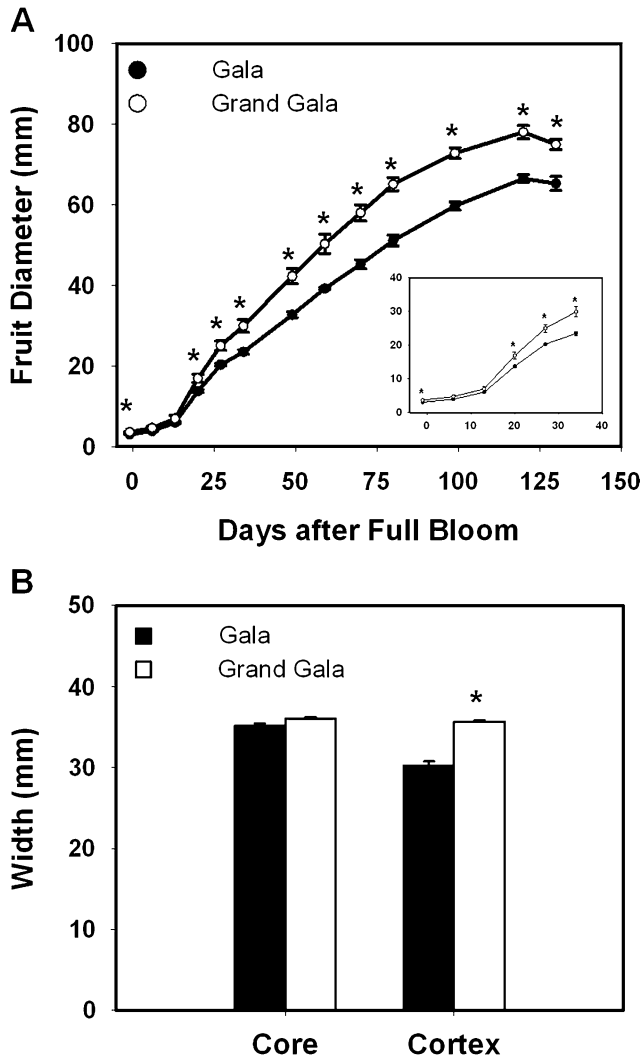 A
100
80
60
40
20
0
Fruit Diameter (mm)
Gala
Grand Gala
* * * * * * * * * * *
40
30
20
10
0
* * * *
0 10 20 30 40
0 25 50 75 100 125 150
Days after Full Bloom
B
50
40
30
20
10
0
Width (mm)
Gala
Grand Gala
*
Core Cortex